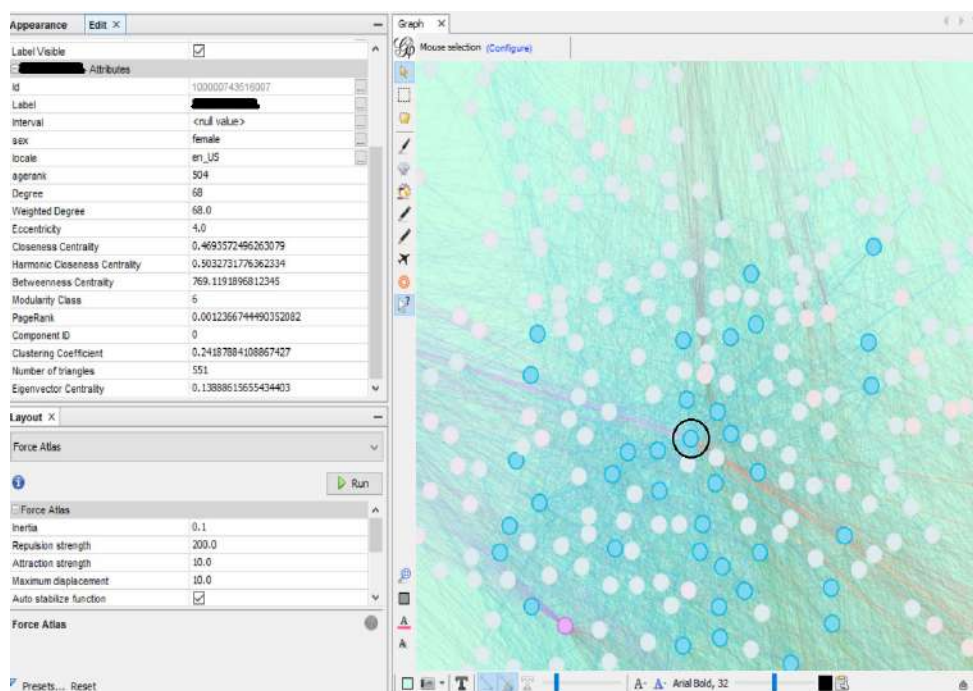 Appearance Edit ×
Label Visible
Attributes
Id 100000743516007
Label
Interval <null value>
sex female
locale en_US
agerank 504
Degree 68
Weighted Degree 68.0
Eccentricity 4.0
Closeness Centrality 0.4693572496263079
Harmonic Closeness Centrality 0.5032731776362334
Betweenness Centrality 769.1191896812345
Modularity Class 6
PageRank 0.0012366744490352082
Component ID 0
Clustering Coefficient 0.24187884108867427
Number of triangles 551
Eigenvector Centrality 0.13888615655434403
Layout ×
Force Atlas
Run
Force Atlas
Inertia 0.1
Repulsion strength 200.0
Attraction strength 10.0
Maximum displacement 10.0
Auto stabilize function
Force Atlas
Presets... Reset
Graph ×
Mouse selection (Configure)
T A- A- Arial Bold, 32